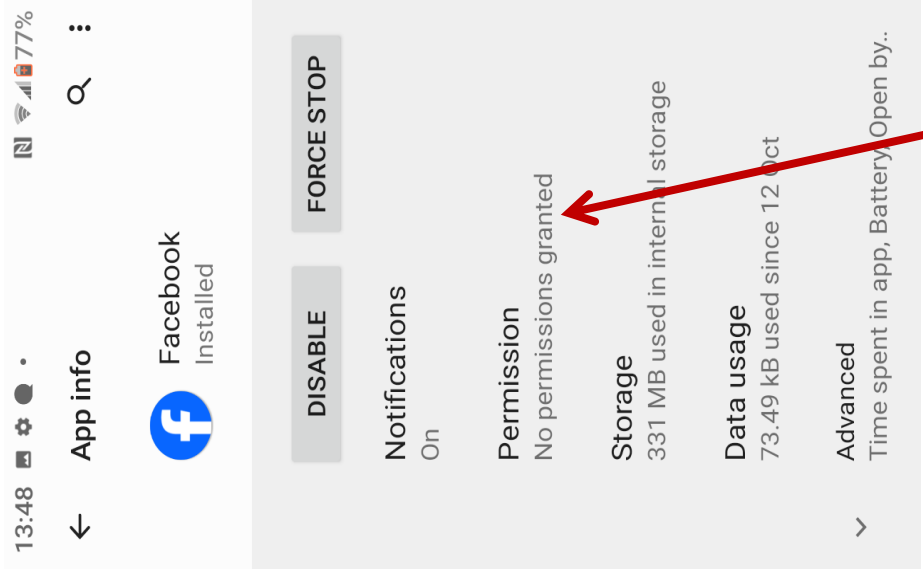 13:48
77%
App info
Facebook
Installed
DISABLE
FORCE STOP
Notifications
On
Permission
No permissions granted
Storage
331 MB used in internal storage
Data usage
73.49 kB used since 12 Oct
Advanced
Time spent in app, Battery, Open by..